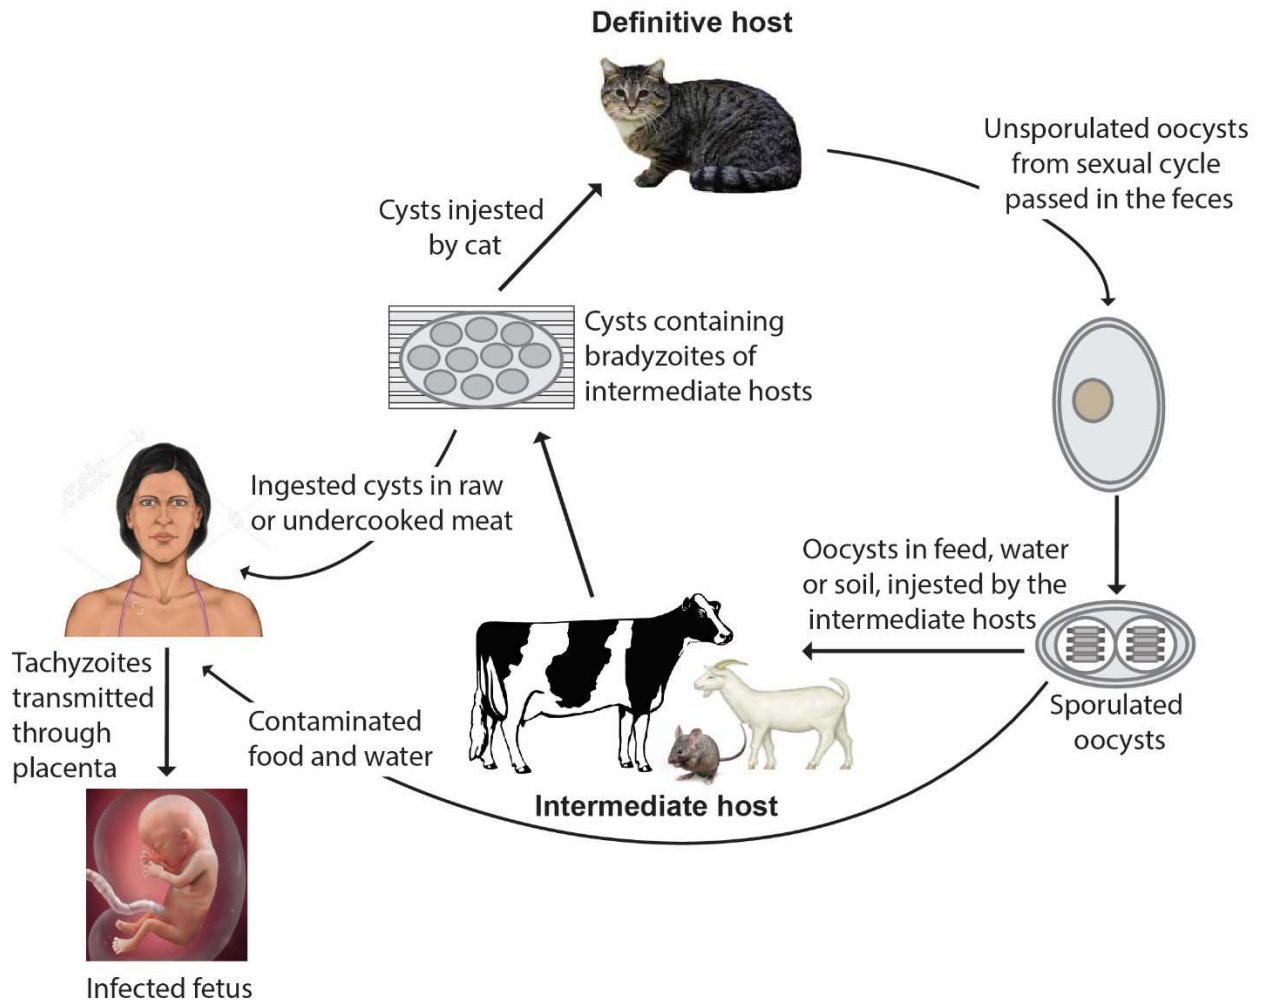 Definitive host
Unsporulated oocysts
from sexual cycle
passed in the feces
Cysts injested
by cat
Cysts containing
bradyzoites of
intermediate hosts
Ingested cysts in raw
or undercooked meat
Oocysts in feed, water
or soil, injested by the
intermediate hosts
Sporulated
oocysts
Tachyzoites
transmitted
through
placenta
Contaminated
food and water
Intermediate host
Infected fetus